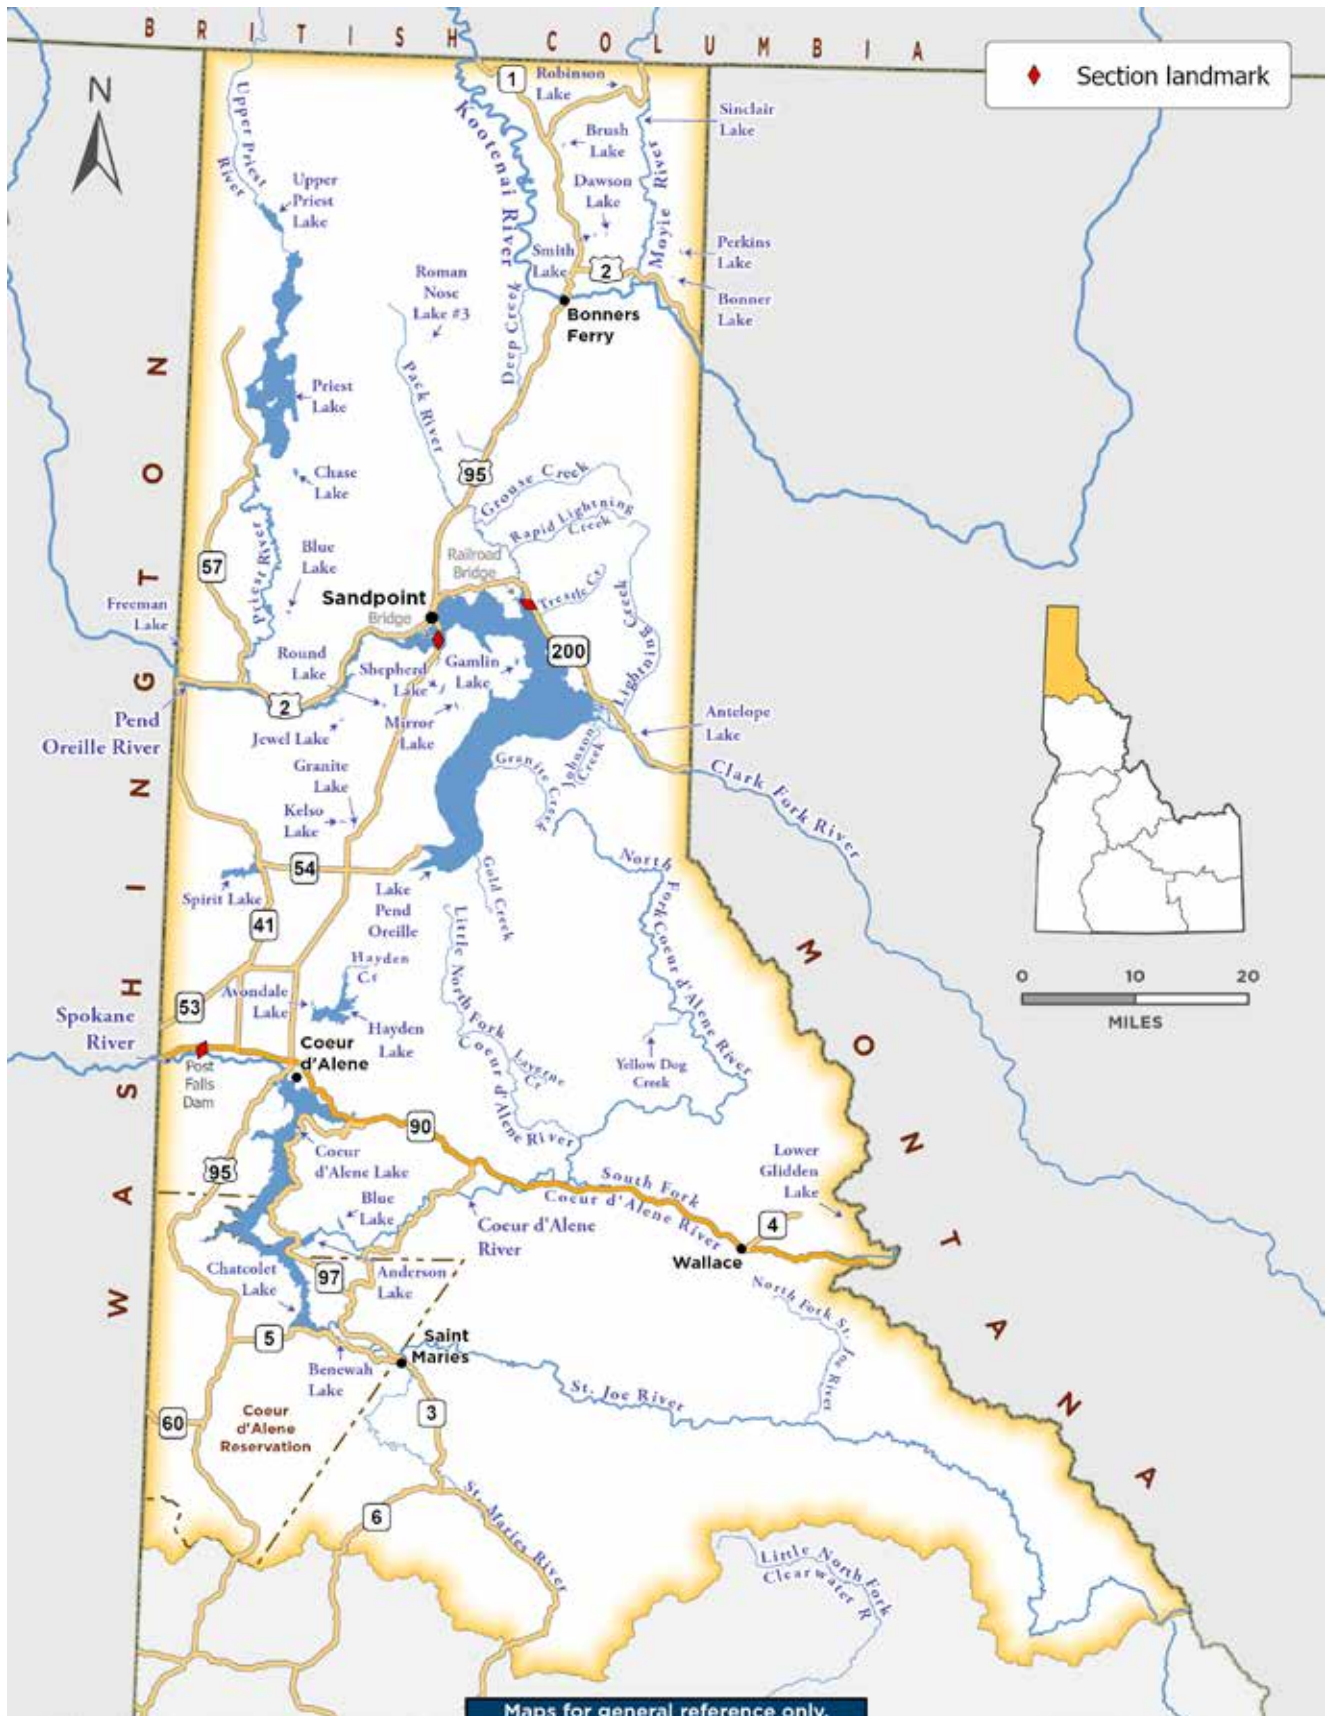 BRITISH COLUMBIA
Section landmark
N
1
Robinson
Lake
Sinclair
Lake
Upper Priest
River
Kootenai River
Brush
Lake
Moyie River
Upper
Priest
Lake
Dawson
Lake
Smith
Lake
2
Perkins
Lake
Roman
Nose
Lake #3
Bonner
Lake
Deep Creek
Bonners
Ferry
WASHINGTON
Priest
Lake
Pack River
95
Chase
Lake
Grouse Creek
Rapid Lightning
Creek
57
Priest River
Blue
Lake
Railroad
Bridge
Trestle Cr
Freeman
Lake
Sandpoint
Bridge
200
Lightning Creek
Round
Lake
Shepherd
Lake
Gamlin
Lake
Pend
Oreille River
2
Jewel Lake
Mirror
Lake
Antelope
Lake
Johnson
Creek
Granite Creek
Clark Fork River
Granite
Lake
Kelso
Lake
54
Spirit Lake
Lake
Pend
Oreille
Gold Creek
North Fork Coeur d'Alene River
41
Little North Fork
Coeur d'Alene River
Hayden
Cr
MONTANA
0 10 20
MILES
53
Avondale
Lake
Spokane
River
Hayden
Lake
Coeur
d'Alene
Post
Falls
Dam
Laverne
Cr
Yellow Dog
Creek
90
95
Coeur
d'Alene Lake
South Fork
Coeur d'Alene River
Lower
Glidden
Lake
Blue
Lake
Coeur d'Alene
River
4
Wallace
Chatcolet
Lake
97
Anderson
Lake
North Fork St.
Joe River
5
Saint
Maries
Benewah
Lake
St. Joe River
60
Coeur
d'Alene
Reservation
3
St. Maries River
6
Little North Fork
Clearwater R
Maps for general reference only.